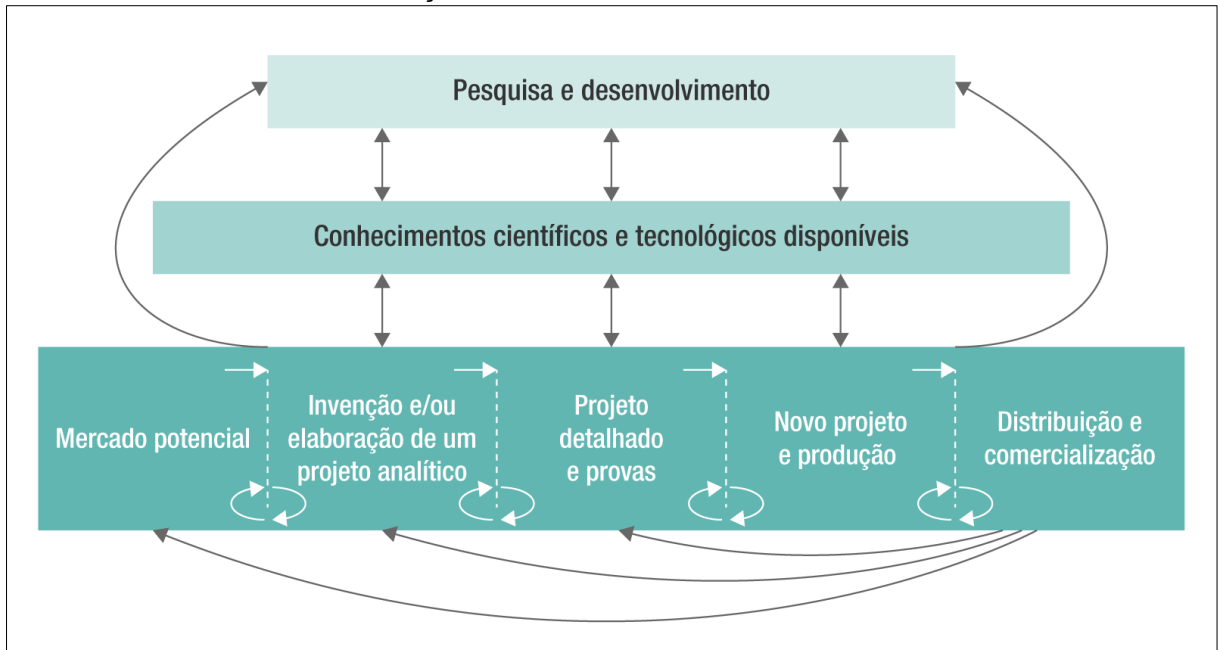 Pesquisa e desenvolvimento
Conhecimentos científicos e tecnológicos disponíveis
Mercado potencial
Invenção e/ou
elaboração de um
projeto analítico
Projeto
detalhado
e provas
Novo projeto
e produção
Distribuição e
comercialização